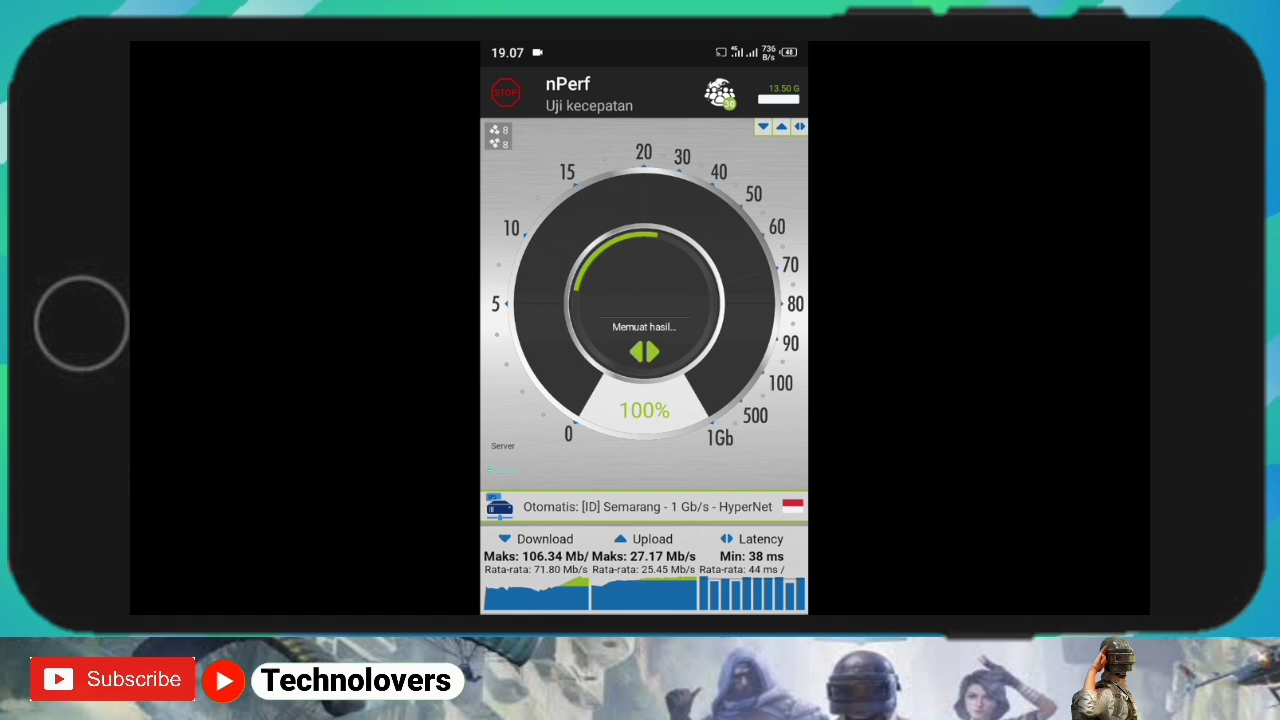 19.07
4G 736 B/s 48
STOP
nPerf
Uji kecepatan
30
13.50 G
8
8
0
5
10
15
20
30
40
50
60
70
80
90
100
500
1Gb
Memuat hasil...
100%
Server
Otomatis: [ID] Semarang - 1 Gb/s - HyperNet
Download Upload Latency
Maks: 106.34 Mb/ Maks: 27.17 Mb/s Min: 38 ms
Rata-rata: 71.80 Mb/s Rata-rata: 25.45 Mb/s Rata-rata: 44 ms /
Subscribe
Technolovers